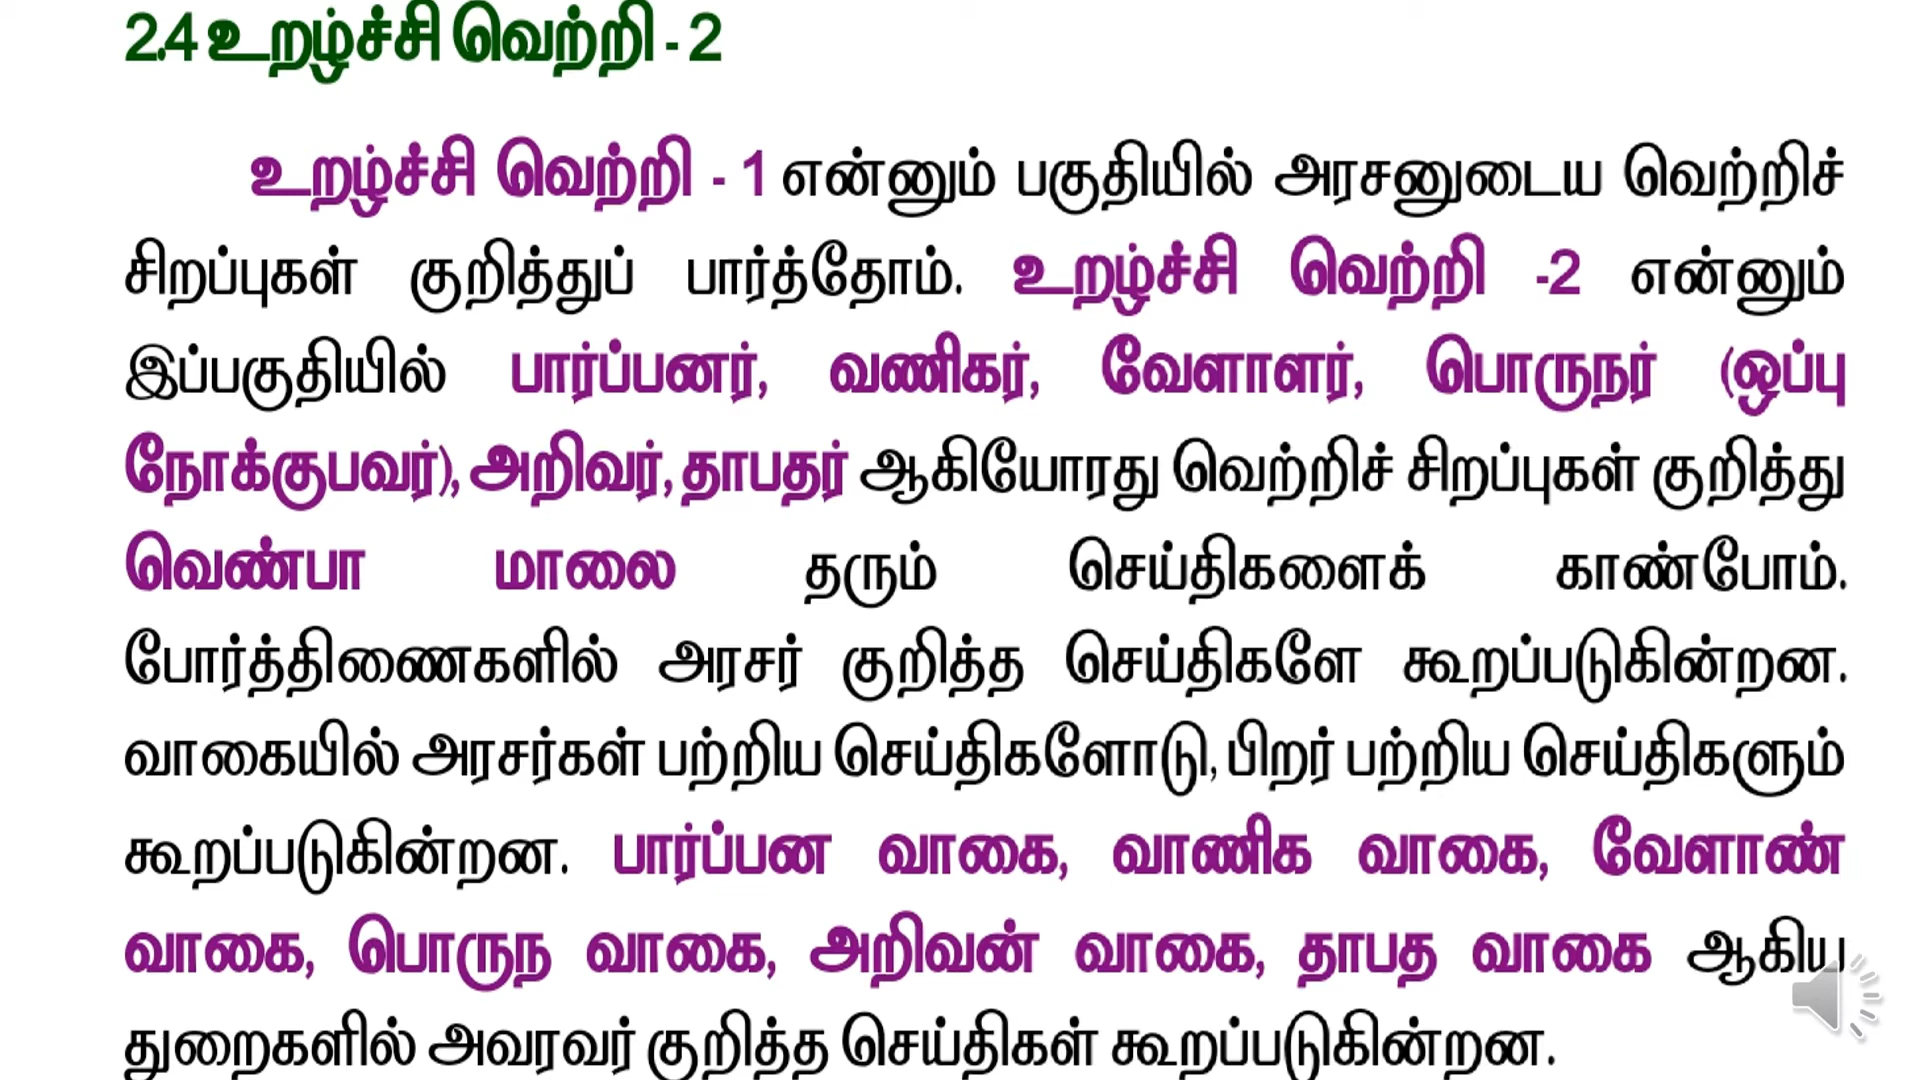 2.4 உறழ்ச்சி வெற்றி - 2
உறழ்ச்சி வெற்றி - 1 என்னும் பகுதியில் அரசனுடைய வெற்றிச்
சிறப்புகள் குறித்துப் பார்த்தோம். உறழ்ச்சி வெற்றி -2 என்னும்
இப்பகுதியில் பார்ப்பனர், வணிகர், வேளாளர், பொருநர் (ஒப்பு
நோக்குபவர்), அறிவர், தாபதர் ஆகியோரது வெற்றிச் சிறப்புகள் குறித்து
வெண்பா மாலை தரும் செய்திகளைக் காண்போம்.
போர்த்திணைகளில் அரசர் குறித்த செய்திகளே கூறப்படுகின்றன.
வாகையில் அரசர்கள் பற்றிய செய்திகளோடு, பிறர் பற்றிய செய்திகளும்
கூறப்படுகின்றன. பார்ப்பன வாகை, வாணிக வாகை, வேளாண்
வாகை, பொருந வாகை, அறிவன் வாகை, தாபத வாகை ஆகிய
துறைகளில் அவரவர் குறித்த செய்திகள் கூறப்படுகின்றன.